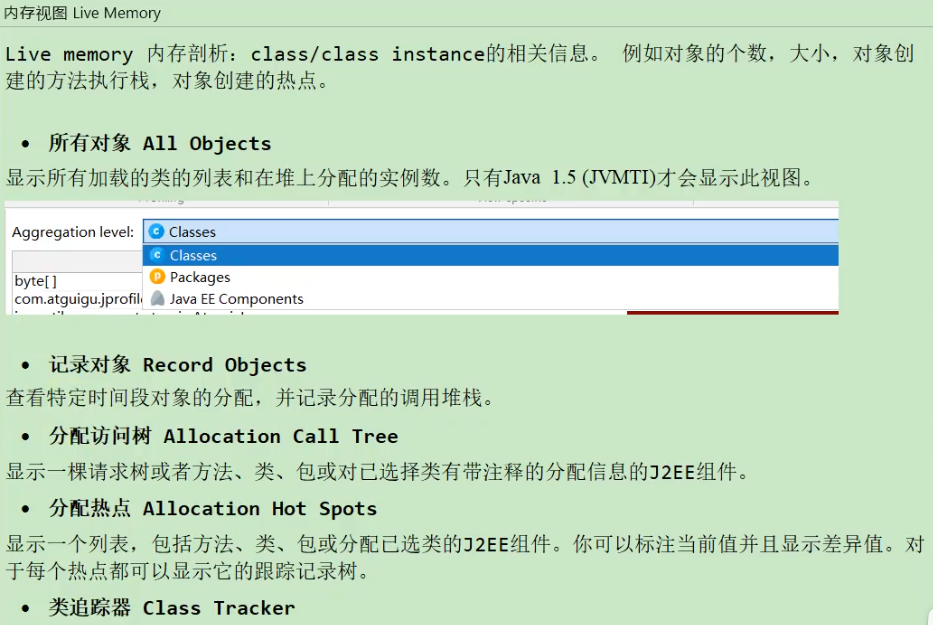 内存视图 Live Memory
Live memory 内存剖析：class/class instance的相关信息。 例如对象的个数，大小，对象创
建的方法执行栈，对象创建的热点。
• 所有对象 All Objects
显示所有加载的类的列表和在堆上分配的实例数。只有Java 1.5 (JVMTI)才会显示此视图。
Aggregation level: Classes
Classes
byte[ ]
Packages
com.atguigu.jprofile
Java EE Components
• 记录对象 Record Objects
查看特定时间段对象的分配，并记录分配的调用堆栈。
• 分配访问树 Allocation Call Tree
显示一棵请求树或者方法、类、包或对已选择类有带注释的分配信息的J2EE组件。
• 分配热点 Allocation Hot Spots
显示一个列表，包括方法、类、包或分配已选类的J2EE组件。你可以标注当前值并且显示差异值。对
于每个热点都可以显示它的跟踪记录树。
• 类追踪器 Class Tracker